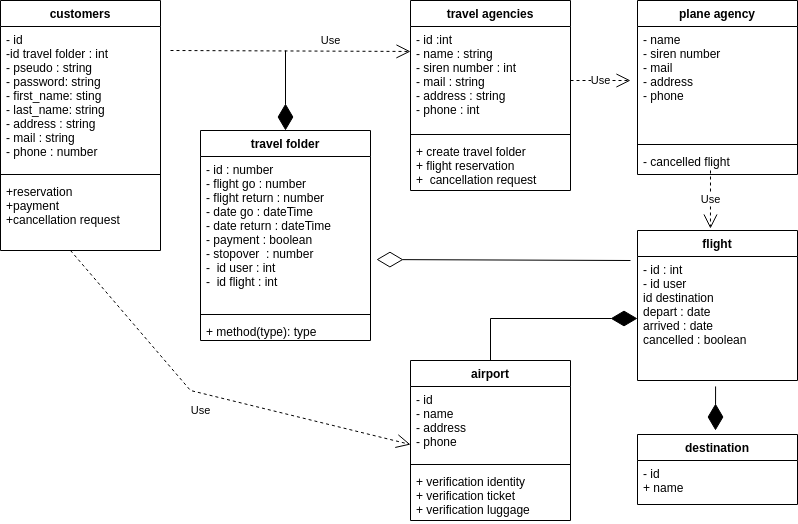 customers
- id
-id travel folder : int
- pseudo : string
- password: string
- first_name: sting
- last_name: string
- address : string
- mail : string
- phone : number
+reservation
+payment
+cancellation request
Use
travel agencies
- id :int
- name : string
- siren number : int
- mail : string
- address : string
- phone : int
+ create travel folder
+ flight reservation
+  cancellation request
Use
plane agency
- name
- siren number
- mail
- address
- phone
- cancelled flight
Use
travel folder
- id : number
- flight go : number
- flight return : number
- date go : dateTime
- date return : dateTime
- payment : boolean
- stopover  : number
-  id user : int
-  id flight : int
+ method(type): type
flight
- id : int
- id user
id destination
depart : date
arrived : date
cancelled : boolean
Use
airport
- id
- name
- address
- phone
+ verification identity
+ verification ticket
+ verification luggage
destination
- id
+ name